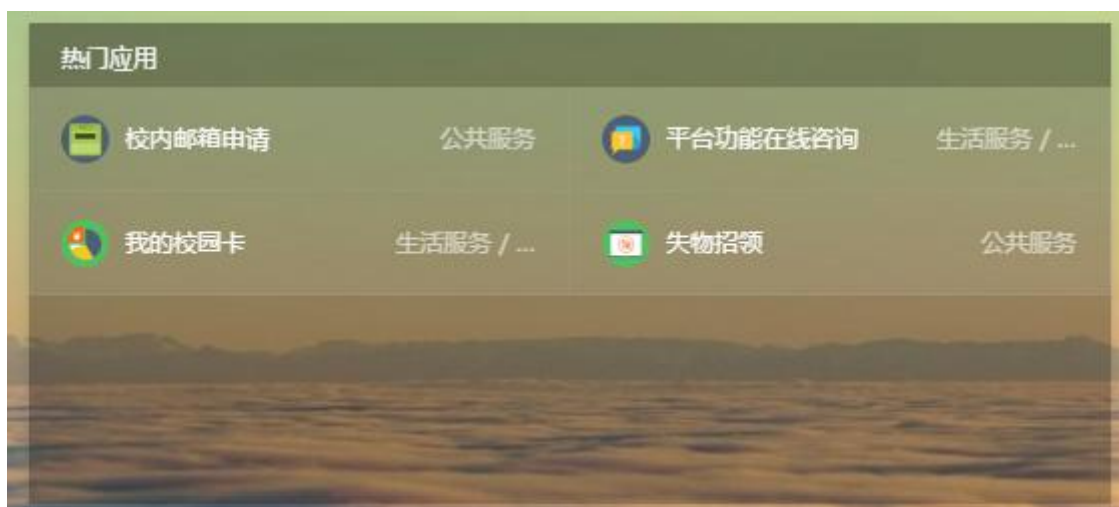 热门应用
校内邮箱申请 公共服务 平台功能在线咨询 生活服务 / ...
我的校园卡 生活服务 / ... 失物招领 公共服务